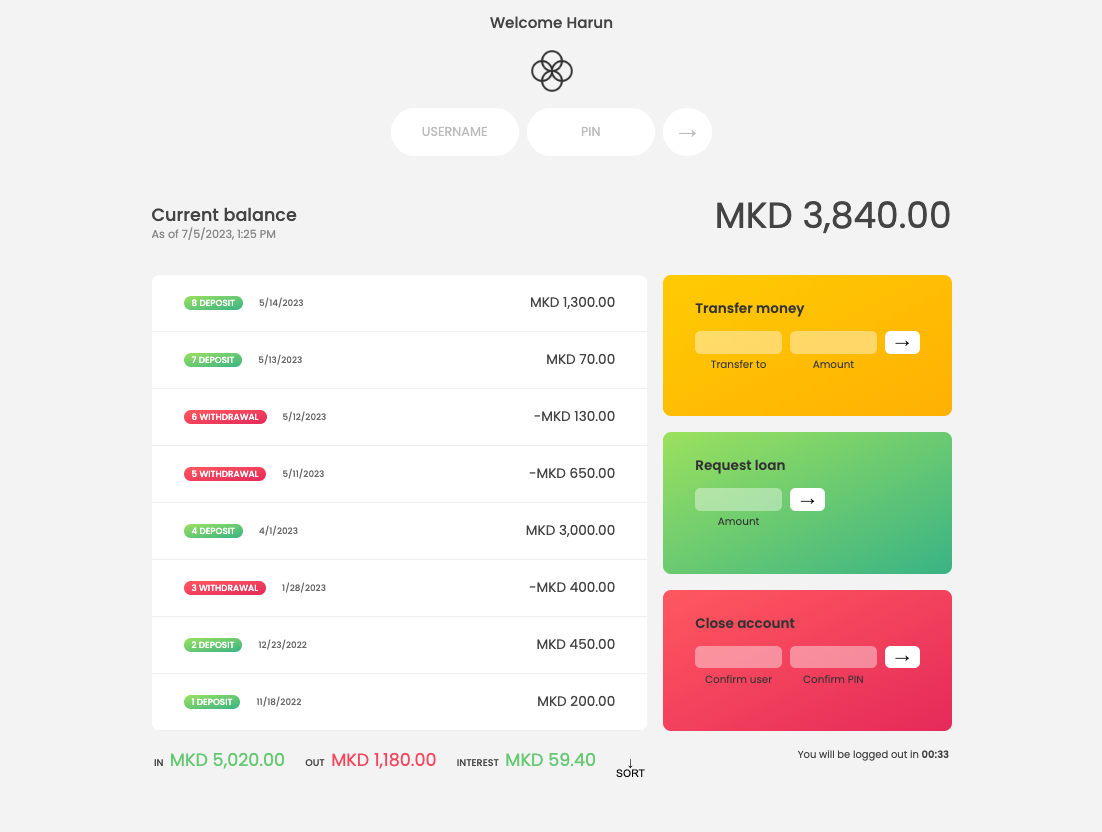 Welcome Harun
USERNAME PIN →
Current balance
As of 7/5/2023, 1:25 PM
MKD 3,840.00
8 DEPOSIT 5/14/2023 MKD 1,300.00
7 DEPOSIT 5/13/2023 MKD 70.00
6 WITHDRAWAL 5/12/2023 -MKD 130.00
5 WITHDRAWAL 5/11/2023 -MKD 650.00
4 DEPOSIT 4/1/2023 MKD 3,000.00
3 WITHDRAWAL 1/28/2023 -MKD 400.00
2 DEPOSIT 12/23/2022 MKD 450.00
1 DEPOSIT 11/18/2022 MKD 200.00
IN MKD 5,020.00 OUT MKD 1,180.00 INTEREST MKD 59.40 ↓ SORT
Transfer money
→
Transfer to Amount
Request loan
→
Amount
Close account
→
Confirm user Confirm PIN
You will be logged out in 00:33